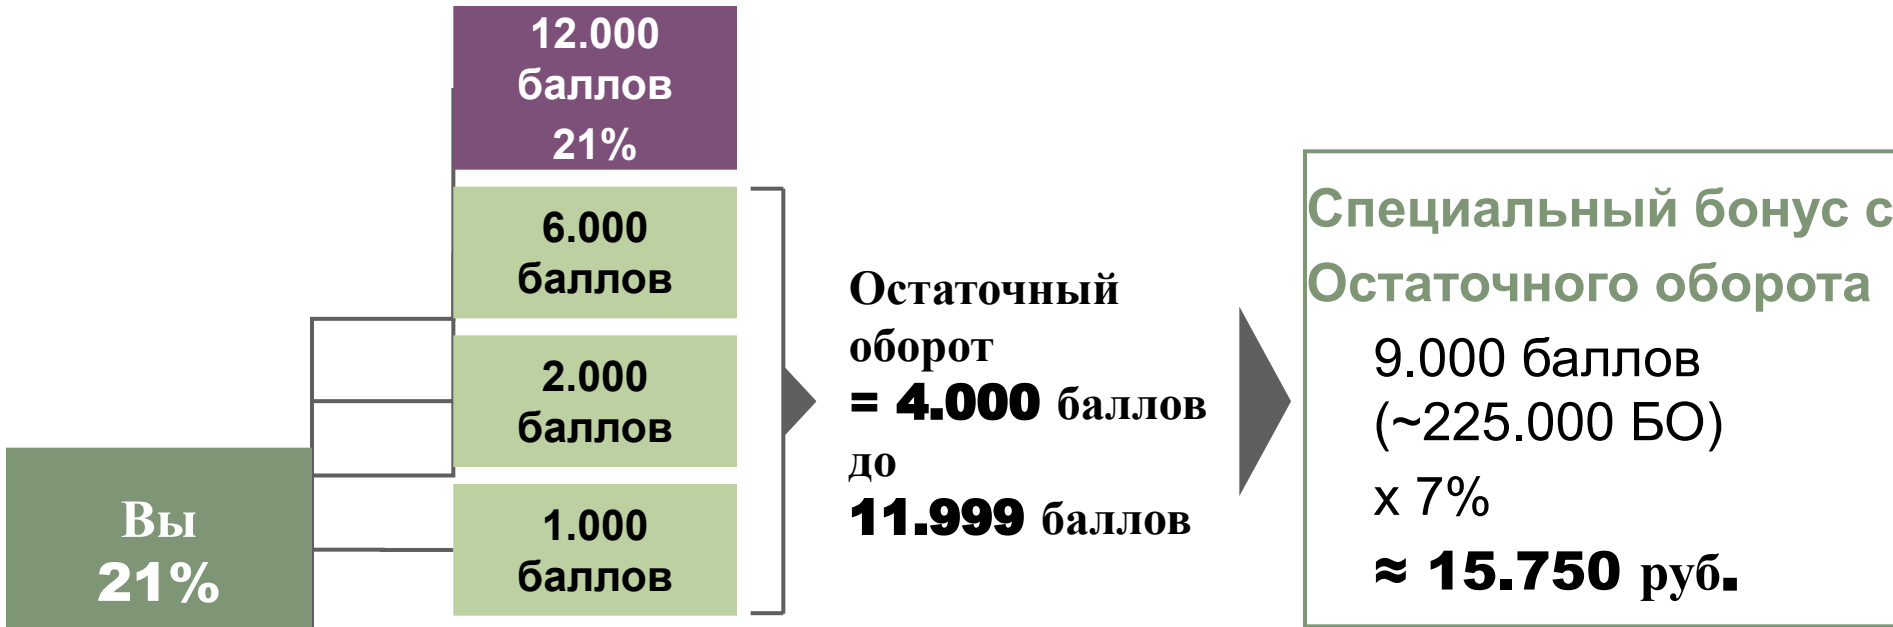 12.000
баллов
21%
6.000
баллов
2.000
баллов
1.000
баллов
Вы
21%
Остаточный
оборот
= 4.000 баллов
до
11.999 баллов
Специальный бонус с
Остаточного оборота
9.000 баллов
(~225.000 БО)
х 7%
≈ 15.750 руб.